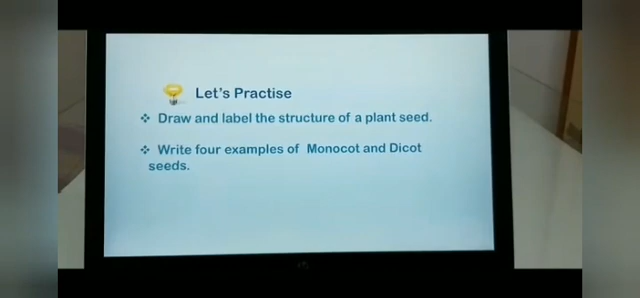 Let's Practise
❖ Draw and label the structure of a plant seed.
❖ Write four examples of Monocot and Dicot
seeds.